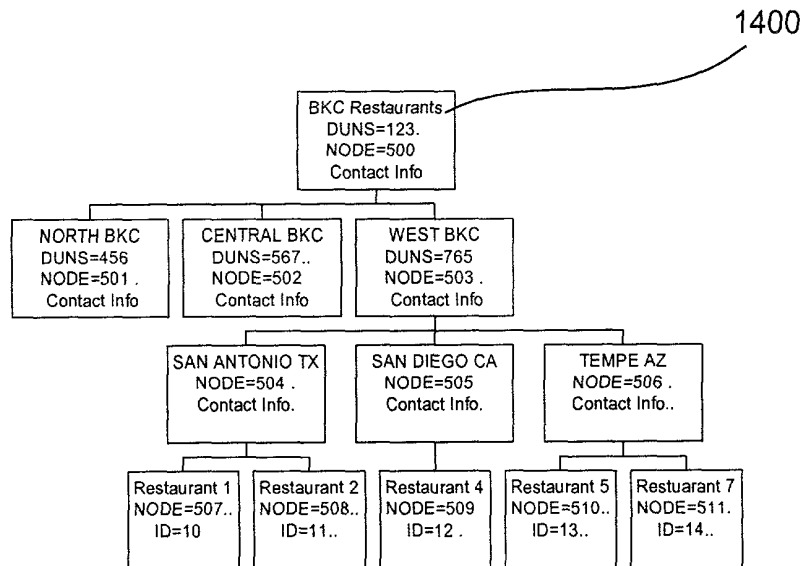 1400
BKC Restaurants
DUNS=123.
NODE=500
Contact Info
NORTH BKC
DUNS=456
NODE=501 .
Contact Info
CENTRAL BKC
DUNS=567..
NODE=502
Contact Info
WEST BKC
DUNS=765
NODE=503 .
Contact Info
SAN ANTONIO TX
NODE=504 .
Contact Info.
SAN DIEGO CA
NODE=505
Contact Info.
TEMPE AZ
NODE=506 .
Contact Info..
Restaurant 1
NODE=507..
ID=10
Restaurant 2
NODE=508..
ID=11..
Restaurant 4
NODE=509
ID=12 .
Restaurant 5
NODE=510..
ID=13..
Restuarant 7
NODE=511.
ID=14..